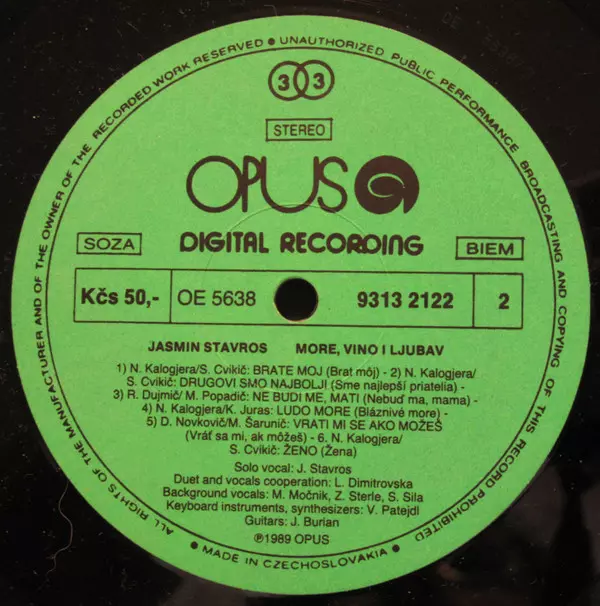 ALL RIGHTS OF THE MANUFACTURER AND OF THE OWNER OF THE RECORDED WORK RESERVED • UNAUTHORIZED PUBLIC PERFORMANCE BROADCASTING AND COPYING OF THIS RECORD PROHIBITED
• MADE IN CZECHOSLOVAKIA •
33
STEREO
OPUS
SOZA
DIGITAL RECORDING
BIEM
Kčs 50,-
OE 5638
9313 2122
2
JASMIN STAVROS MORE, VINO I LJUBAV
1) N. Kalogjera/S. Cvikič: BRATE MOJ (Brat môj) - 2) N. Kalogjera/
S. Cvikič: DRUGOVI SMO NAJBOLJI (Sme najlepší priatelia) -
3) R. Dujmič/ M. Popadič: NE BUDI ME, MATI (Nebuď ma, mama) -
4) N. Kalogjera/K. Juras: LUDO MORE (Bláznivé more) -
5) D. Novkovič/M. Šarunič: VRATI MI SE AKO MOŽEŠ
(Vráť sa mi, ak môžeš) - 6. N. Kalogjera/
S. Cvikič: ŽENO (Žena)
Solo vocal: J. Stavros
Duet and vocals cooperation: L. Dimitrovska
Background vocals: M. Močnik, Z. Sterle, S. Sila
Keyboard instruments, synthesizers: V. Patejdl
Guitars: J. Burian
℗1989 OPUS